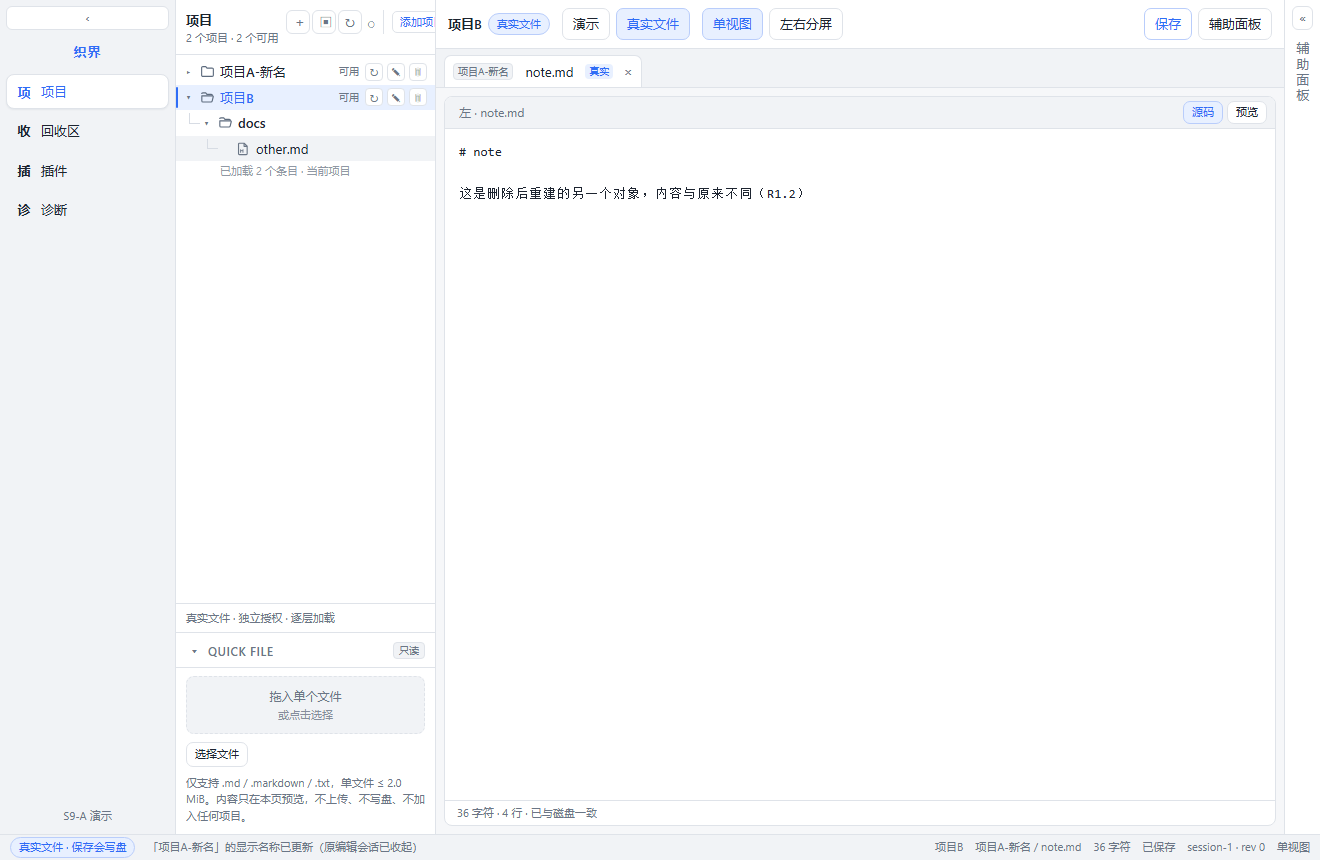 ‹
织界
项 项目
收 回收区
插 插件
诊 诊断
S9-A 演示
项目
2 个项目 · 2 个可用
+ ↻ ○ 添加项
项目A-新名 可用 ↻
项目B 可用 ↻
docs
other.md
已加载 2 个条目 · 当前项目
真实文件 · 独立授权 · 逐层加载
QUICK FILE 只读
拖入单个文件
或点击选择
选择文件
仅支持 .md / .markdown / .txt，单文件 ≤ 2.0
MiB。内容只在本页预览，不上传、不写盘、不加
入任何项目。
项目B 真实文件 演示 真实文件 单视图 左右分屏 保存 辅助面板
项目A-新名 note.md 真实 ×
左 · note.md 源码 预览
# note
这是删除后重建的另一个对象，内容与原来不同（R1.2）
36 字符 · 4 行 · 已与磁盘一致
«
辅助面板
真实文件 · 保存会写盘 「项目A-新名」的显示名称已更新（原编辑会话已收起） 项目B 项目A-新名 / note.md 36 字符 已保存 session-1 · rev 0 单视图